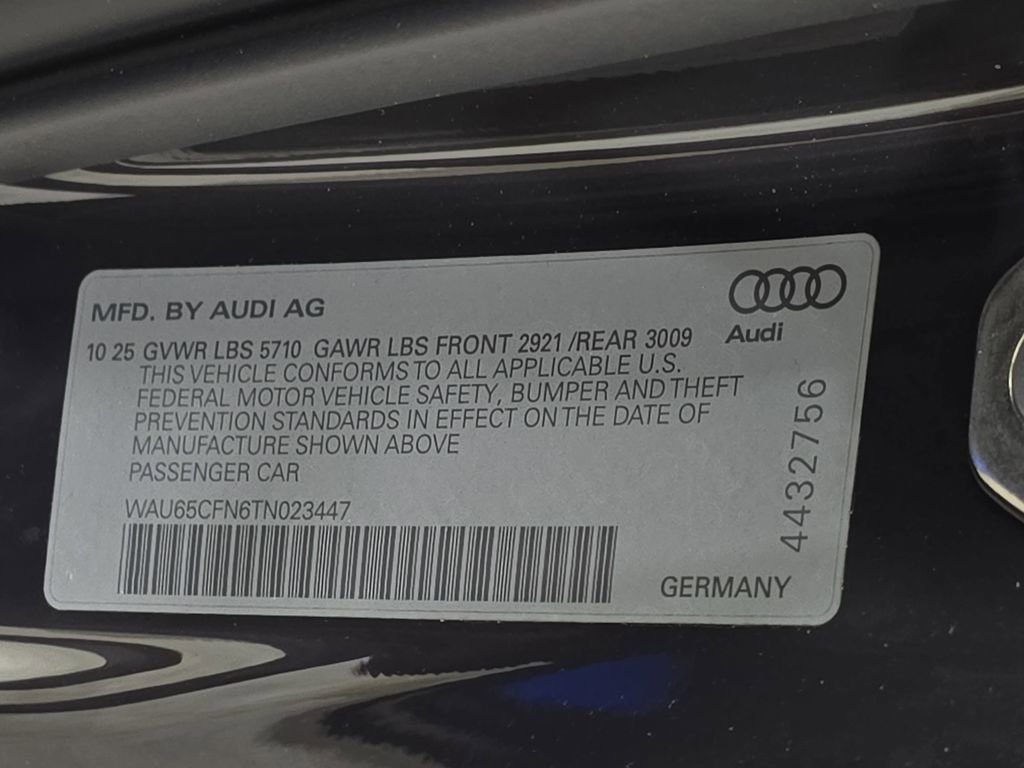 MFD. BY AUDI AG
Audi
10 25 GVWR LBS 5710 GAWR LBS FRONT 2921 /REAR 3009
THIS VEHICLE CONFORMS TO ALL APPLICABLE U.S.
FEDERAL MOTOR VEHICLE SAFETY, BUMPER AND THEFT
PREVENTION STANDARDS IN EFFECT ON THE DATE OF
MANUFACTURE SHOWN ABOVE
PASSENGER CAR
WAU65CFN6TN023447
GERMANY
4432756